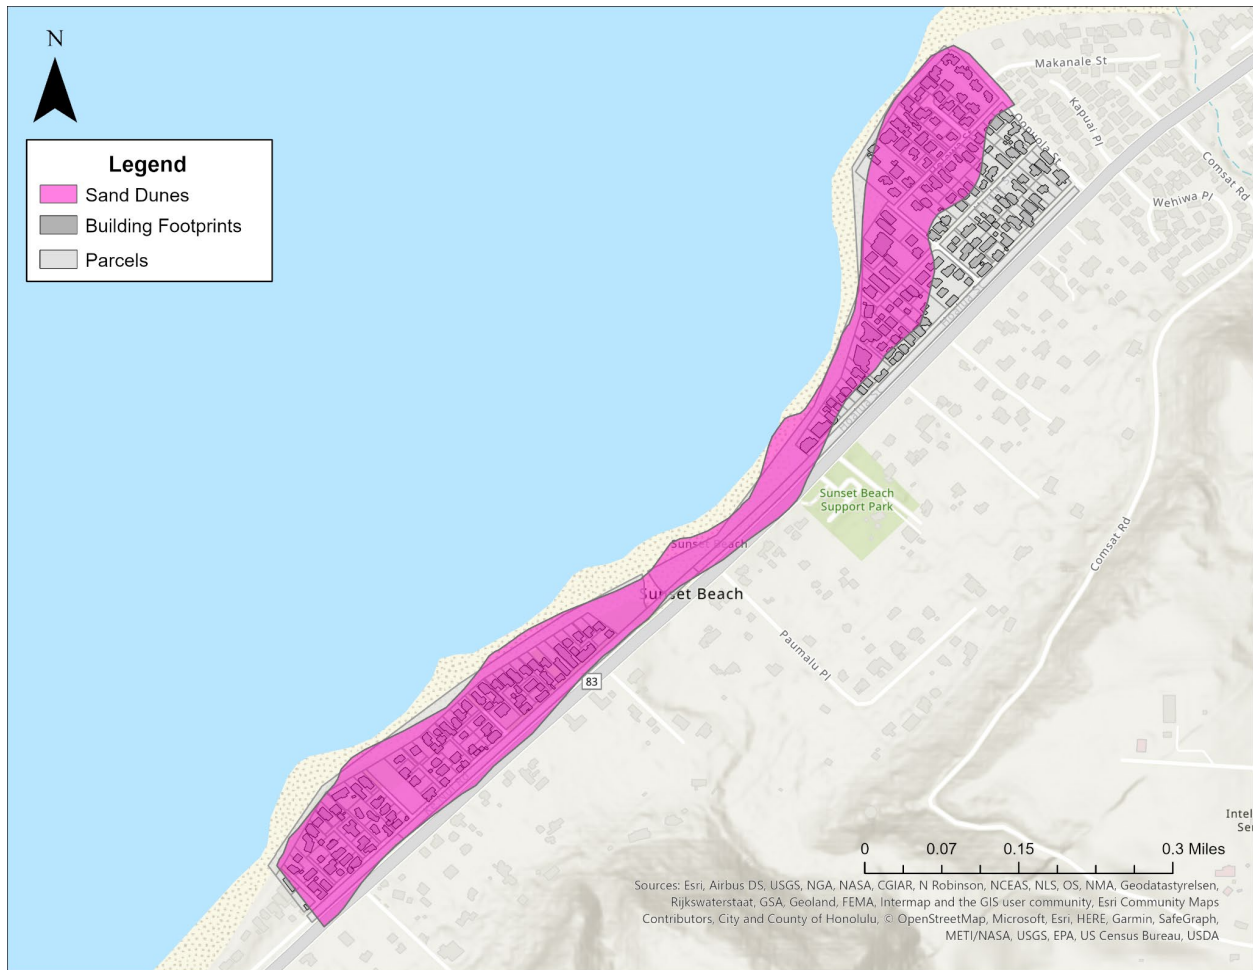 N
Legend
Sand Dunes
Building Footprints
Parcels
Makanale St
Kapuai Pl
Comsat Rd
Wehiwa Pl
Sunset Beach
Support Park
Sunset Beach
Sunset Beach
Comsat Rd
Paumalu Pl
83
Intel
Ser
0 0.07 0.15 0.3 Miles
Sources: Esri, Airbus DS, USGS, NGA, NASA, CGIAR, N Robinson, NCEAS, NLS, OS, NMA, Geodatastyrelsen,
Rijkswaterstaat, GSA, Geoland, FEMA, Intermap and the GIS user community, Esri Community Maps
Contributors, City and County of Honolulu, © OpenStreetMap, Microsoft, Esri, HERE, Garmin, SafeGraph,
METI/NASA, USGS, EPA, US Census Bureau, USDA